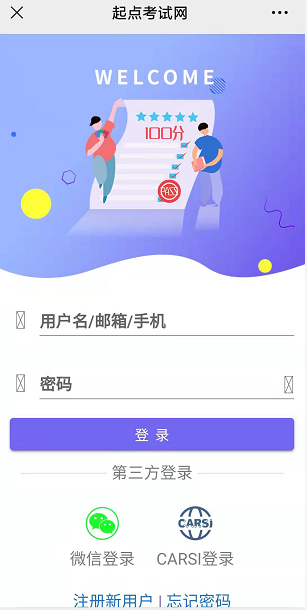 起点考试网
WELCOME
100分
PASS
用户名/邮箱/手机
密码
登 录
第三方登录
CARSI
微信登录 CARSI登录
注册新用户 | 忘记密码